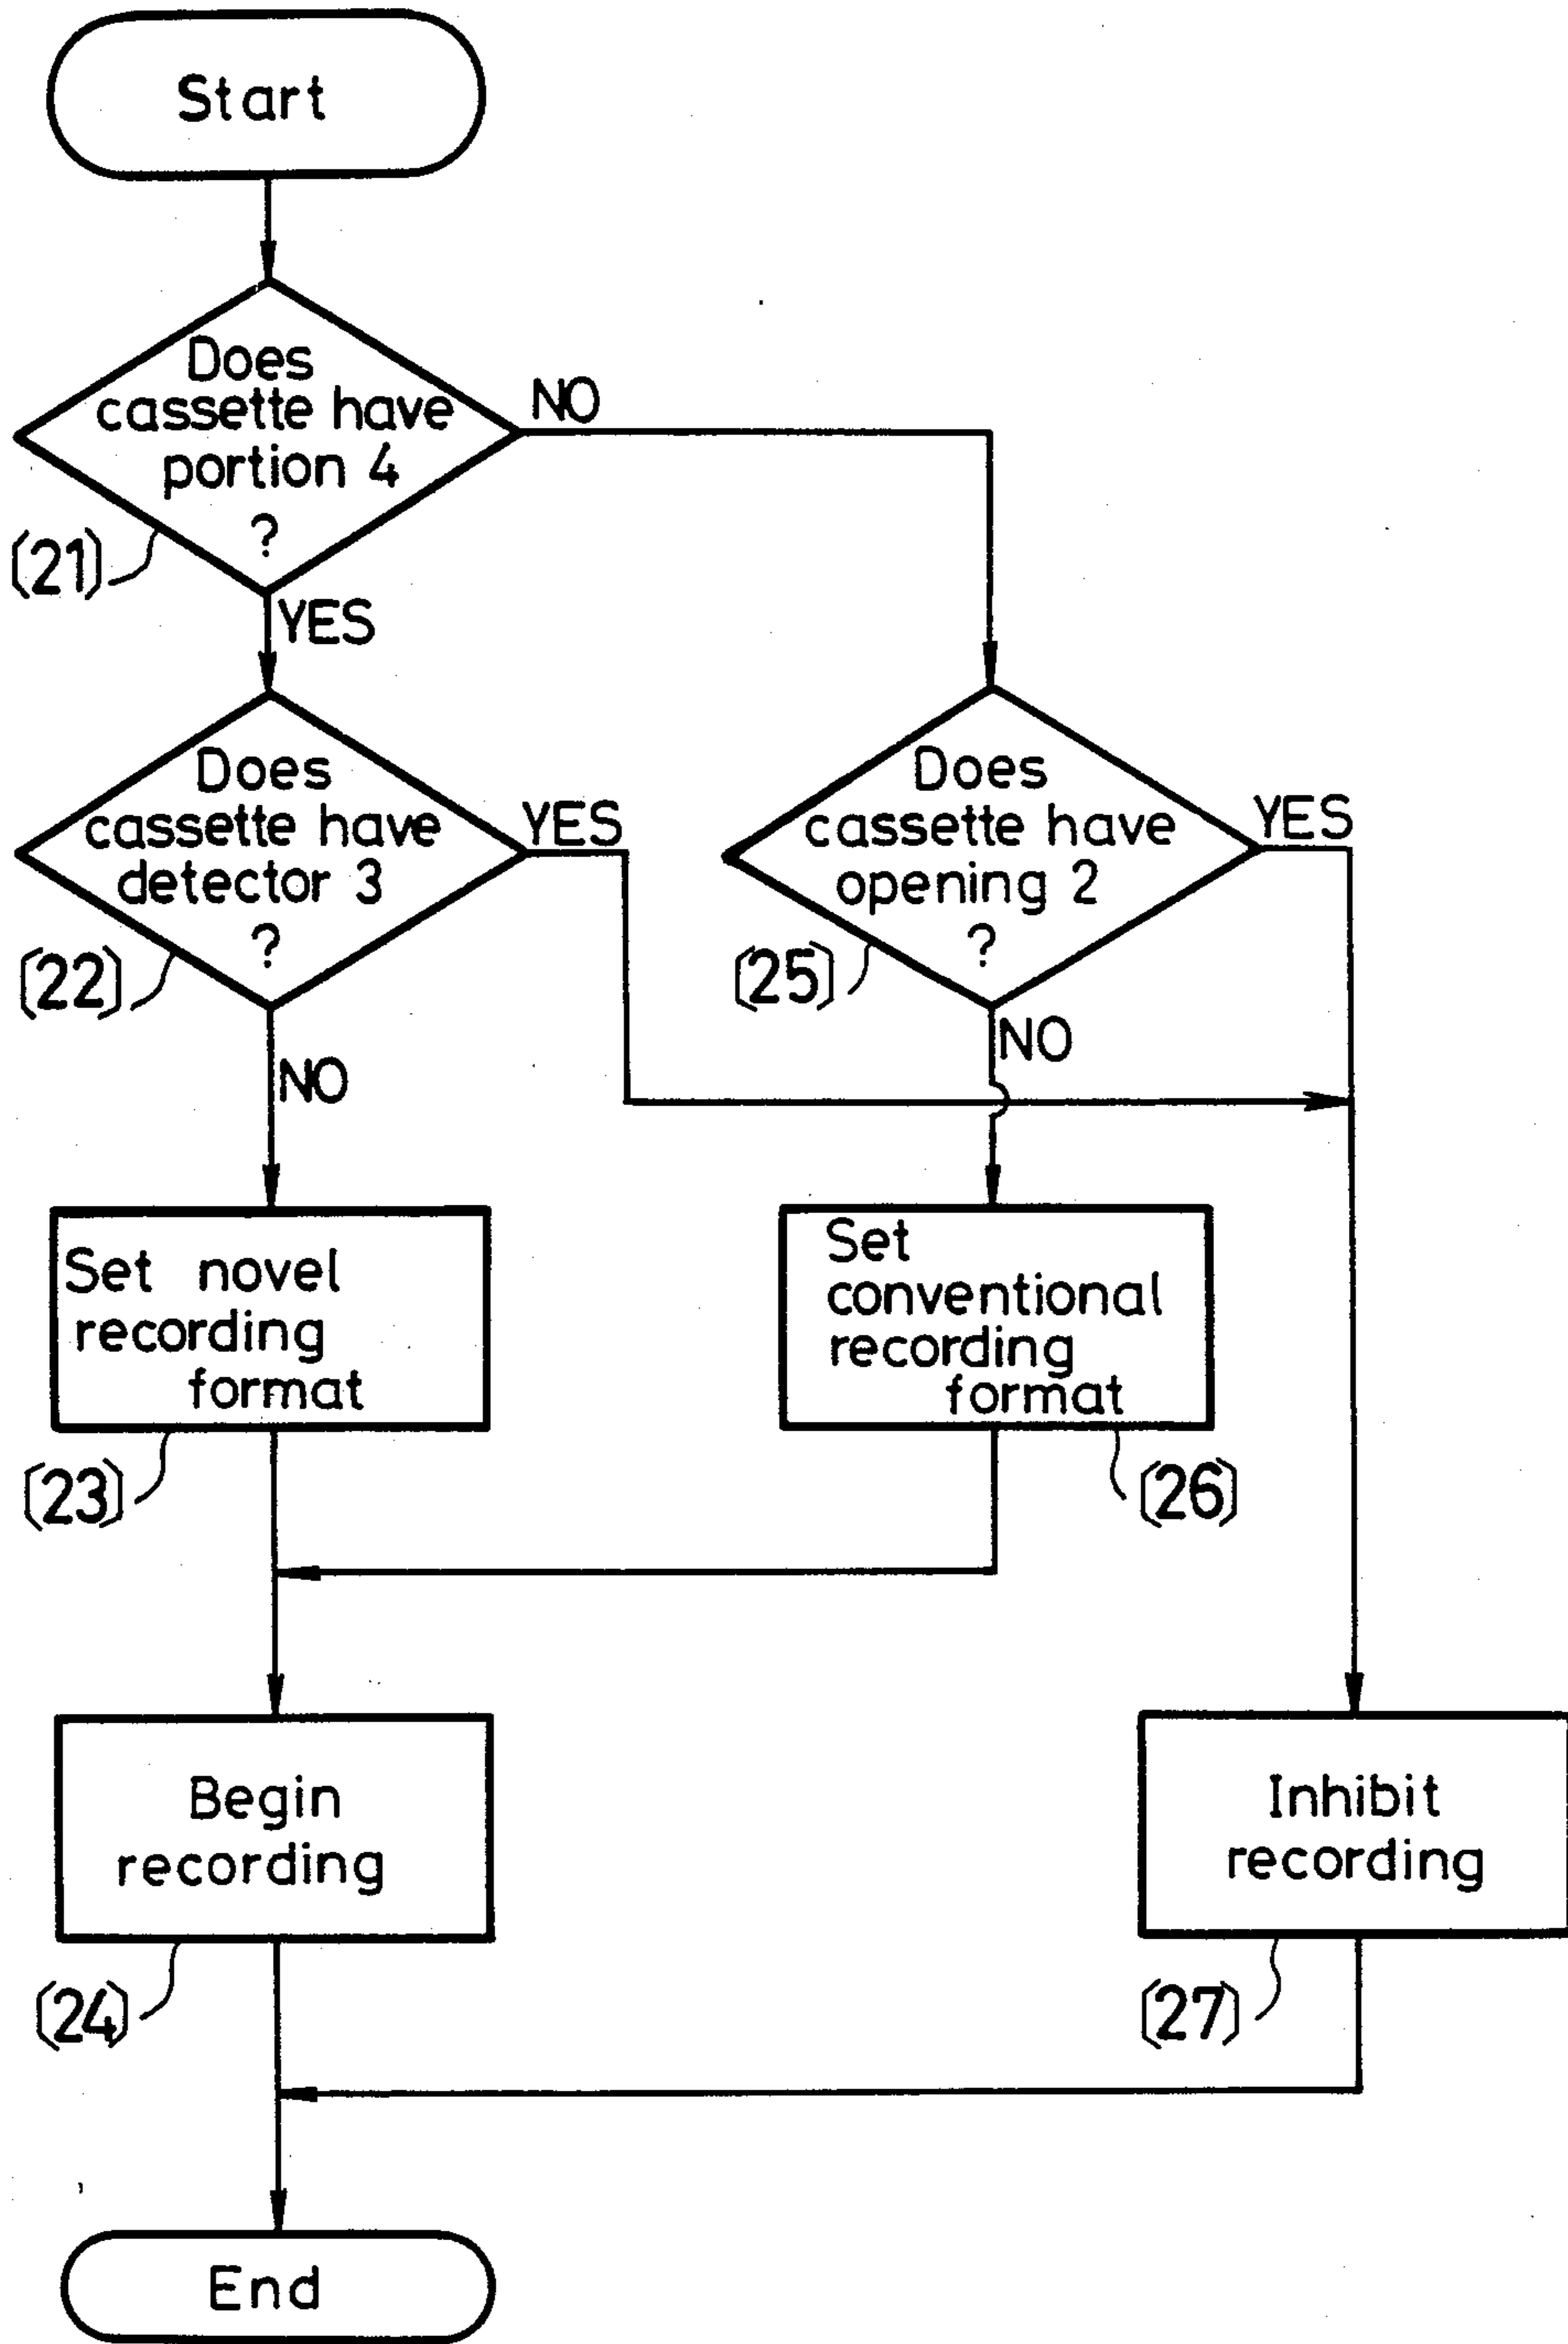 Start
Does
cassette have
portion 4
?
NO
(21)
YES
Does
cassette have
detector 3
?
YES
(22)
NO
Does
cassette have
opening 2
?
YES
(25)
NO
Set novel
recording
format
(23)
Set
conventional
recording
format
(26)
Begin
recording
(24)
Inhibit
recording
(27)
End